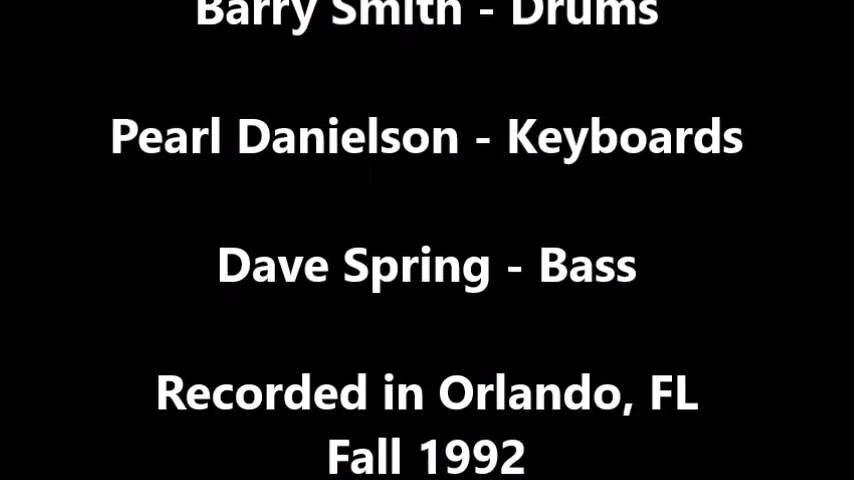 Barry Smith - Drums
Pearl Danielson - Keyboards
Dave Spring - Bass
Recorded in Orlando, FL
Fall 1992